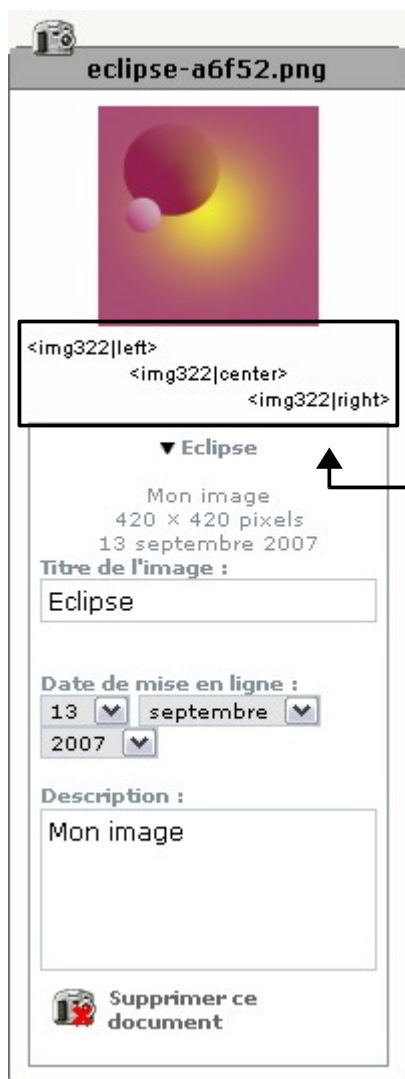 eclipse-a6f52.png
<img322|left>
<img322|center>
<img322|right>
▼ Eclipse
Mon image
420 × 420 pixels
13 septembre 2007
Titre de l'image :
Eclipse
Date de mise en ligne :
13 septembre
2007
Description :
Mon image
Supprimer ce
document